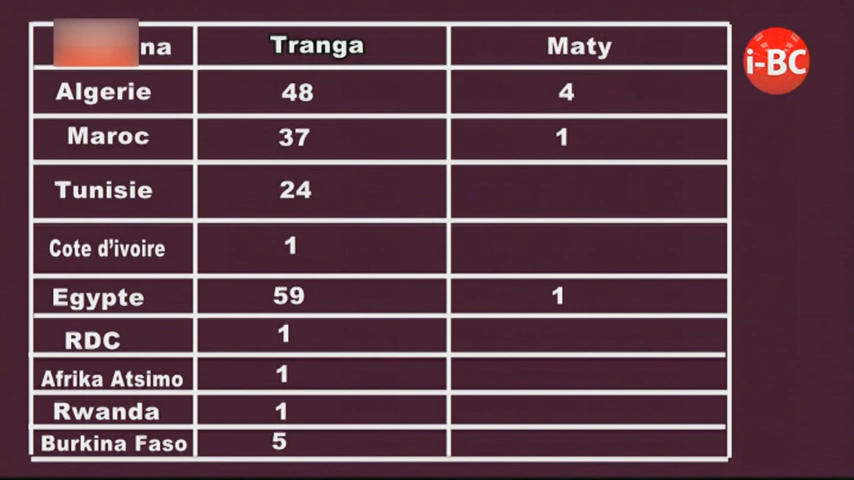 Tranga Maty
Algerie 48 4
Maroc 37 1
Tunisie 24
Cote d'ivoire 1
Egypte 59 1
RDC 1
Afrika Atsimo 1
Rwanda 1
Burkina Faso 5
i-BC